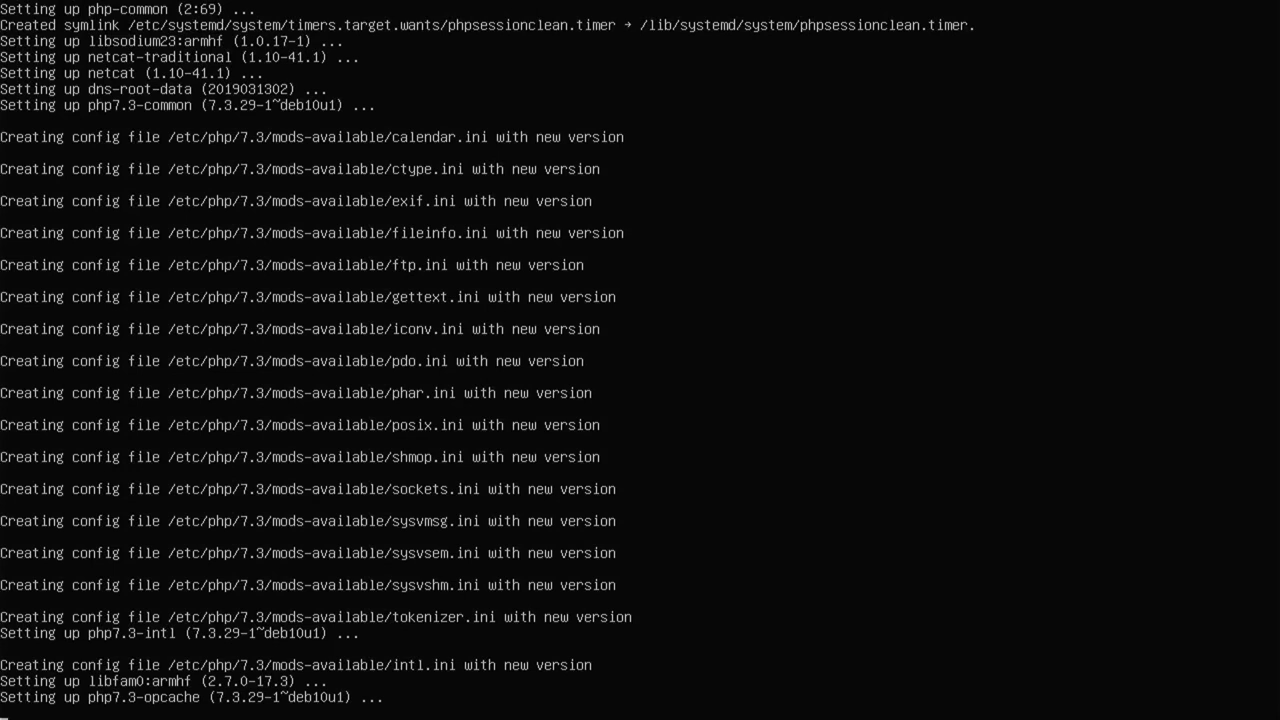 Setting up php-common (2:69) ...
Created symlink /etc/systemd/system/timers.target.wants/phpsessionclean.timer → /lib/systemd/system/phpsessionclean.timer.
Setting up libsodium23:armhf (1.0.17-1) ...
Setting up netcat-traditional (1.10-41.1) ...
Setting up netcat (1.10-41.1) ...
Setting up dns-root-data (2019031302) ...
Setting up php7.3-common (7.3.29-1~deb10u1) ...
Creating config file /etc/php/7.3/mods-available/calendar.ini with new version
Creating config file /etc/php/7.3/mods-available/ctype.ini with new version
Creating config file /etc/php/7.3/mods-available/exif.ini with new version
Creating config file /etc/php/7.3/mods-available/fileinfo.ini with new version
Creating config file /etc/php/7.3/mods-available/ftp.ini with new version
Creating config file /etc/php/7.3/mods-available/gettext.ini with new version
Creating config file /etc/php/7.3/mods-available/iconv.ini with new version
Creating config file /etc/php/7.3/mods-available/pdo.ini with new version
Creating config file /etc/php/7.3/mods-available/phar.ini with new version
Creating config file /etc/php/7.3/mods-available/posix.ini with new version
Creating config file /etc/php/7.3/mods-available/shmop.ini with new version
Creating config file /etc/php/7.3/mods-available/sockets.ini with new version
Creating config file /etc/php/7.3/mods-available/sysvmsg.ini with new version
Creating config file /etc/php/7.3/mods-available/sysvsem.ini with new version
Creating config file /etc/php/7.3/mods-available/sysvshm.ini with new version
Creating config file /etc/php/7.3/mods-available/tokenizer.ini with new version
Setting up php7.3-intl (7.3.29-1~deb10u1) ...
Creating config file /etc/php/7.3/mods-available/intl.ini with new version
Setting up libfam0:armhf (2.7.0-17.3) ...
Setting up php7.3-opcache (7.3.29-1~deb10u1) ...